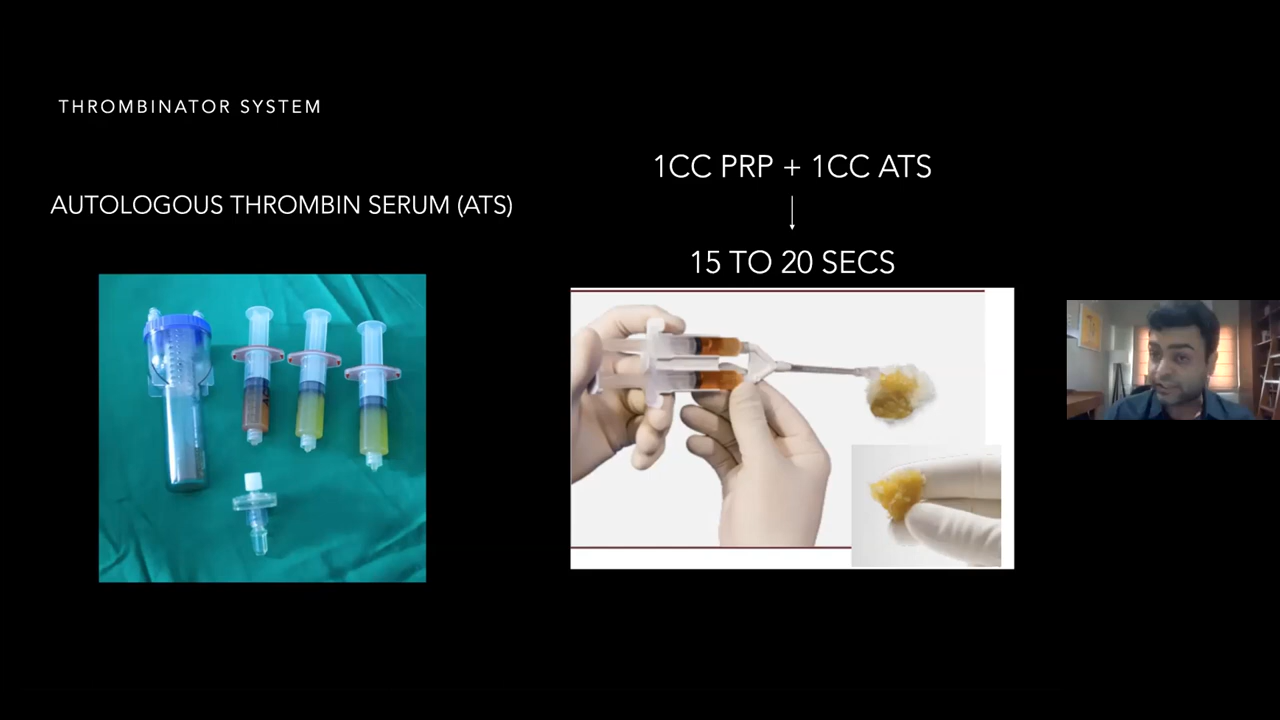 THROMBINATOR SYSTEM
AUTOLOGOUS THROMBIN SERUM (ATS)
1CC PRP + 1CC ATS
15 TO 20 SECS